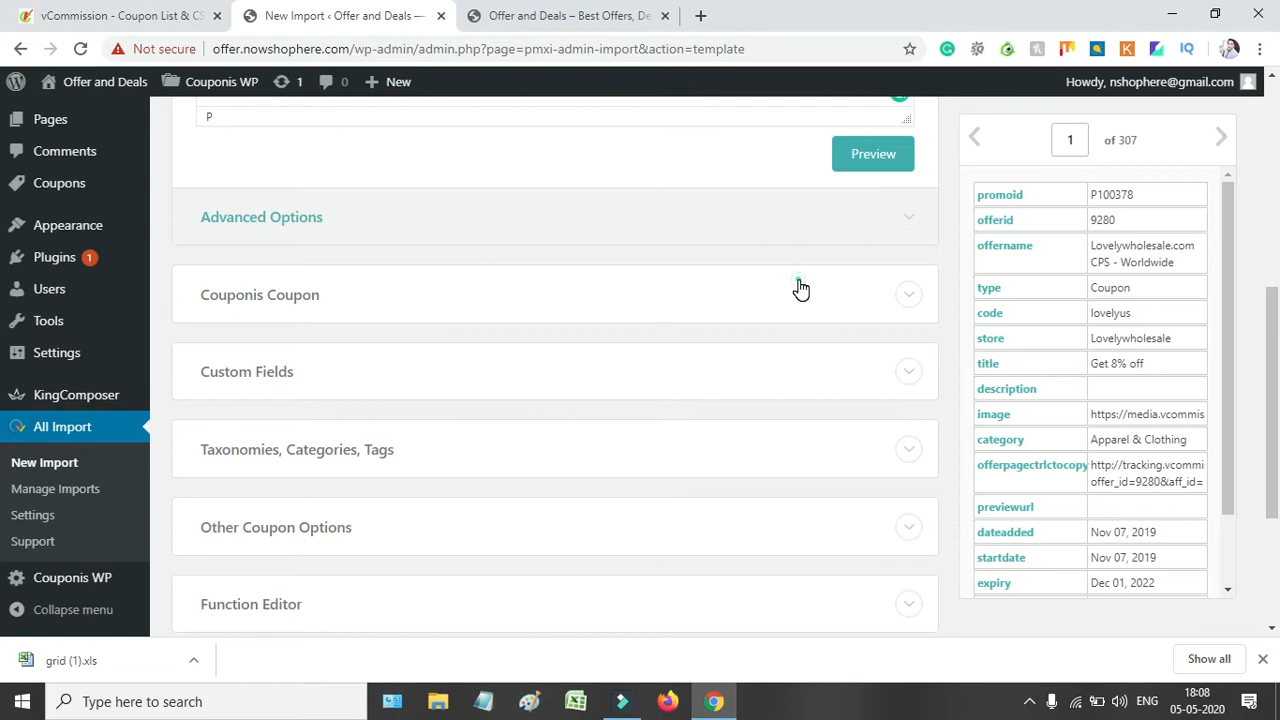 vCommission - Coupon List & CS
New Import ‹ Offer and Deals —
Offer and Deals – Best Offers, De
Not secure
offer.nowshophere.com/wp-admin/admin.php?page=pmxi-admin-import&action=template
Offer and Deals
Couponis WP
1
New
Howdy, nshophere@gmail.com
Pages
Comments
Coupons
Appearance
Plugins 1
Users
Tools
Settings
KingComposer
All Import
New Import
Manage Imports
Settings
Support
Couponis WP
Collapse menu
P
Preview
Advanced Options
Couponis Coupon
Custom Fields
Taxonomies, Categories, Tags
Other Coupon Options
Function Editor
1 of 307
promoid P100378
offerid 9280
offername Lovelywholesale.com
CPS - Worldwide
type Coupon
code lovelyus
store Lovelywholesale
title Get 8% off
description
image https://media.vcommis
category Apparel & Clothing
offerpagectrlctocopy http://tracking.vcommi
offer_id=9280&aff_id=
previewurl
dateadded Nov 07, 2019
startdate Nov 07, 2019
expiry Dec 01, 2022
grid (1).xls
Show all
Type here to search
ENG
18:08
05-05-2020